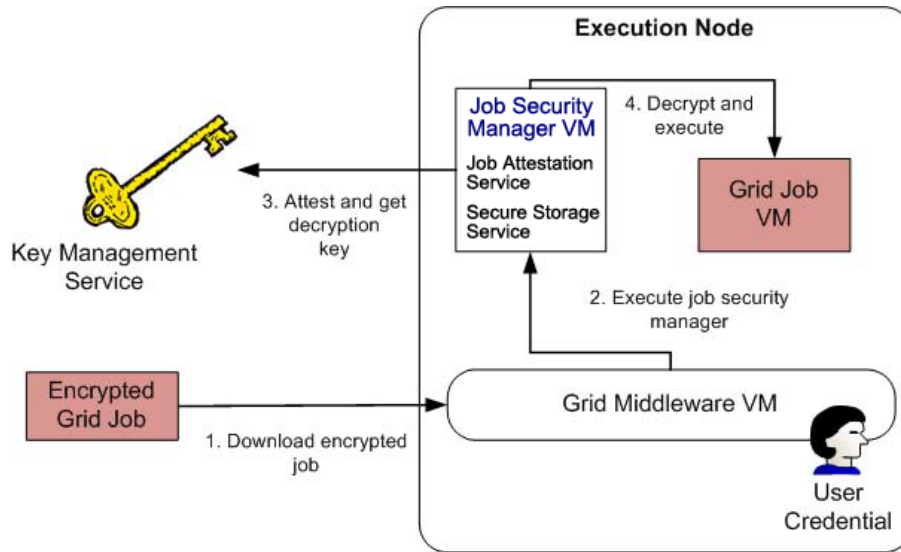 Execution Node
Job Security
Manager VM
Job Attestation
Service
Secure Storage
Service
4. Decrypt and
execute
Grid Job
VM
3. Attest and get
decryption
key
Key Management
Service
2. Execute job security
manager
Encrypted
Grid Job
1. Download encrypted
job
Grid Middleware VM
User
Credential